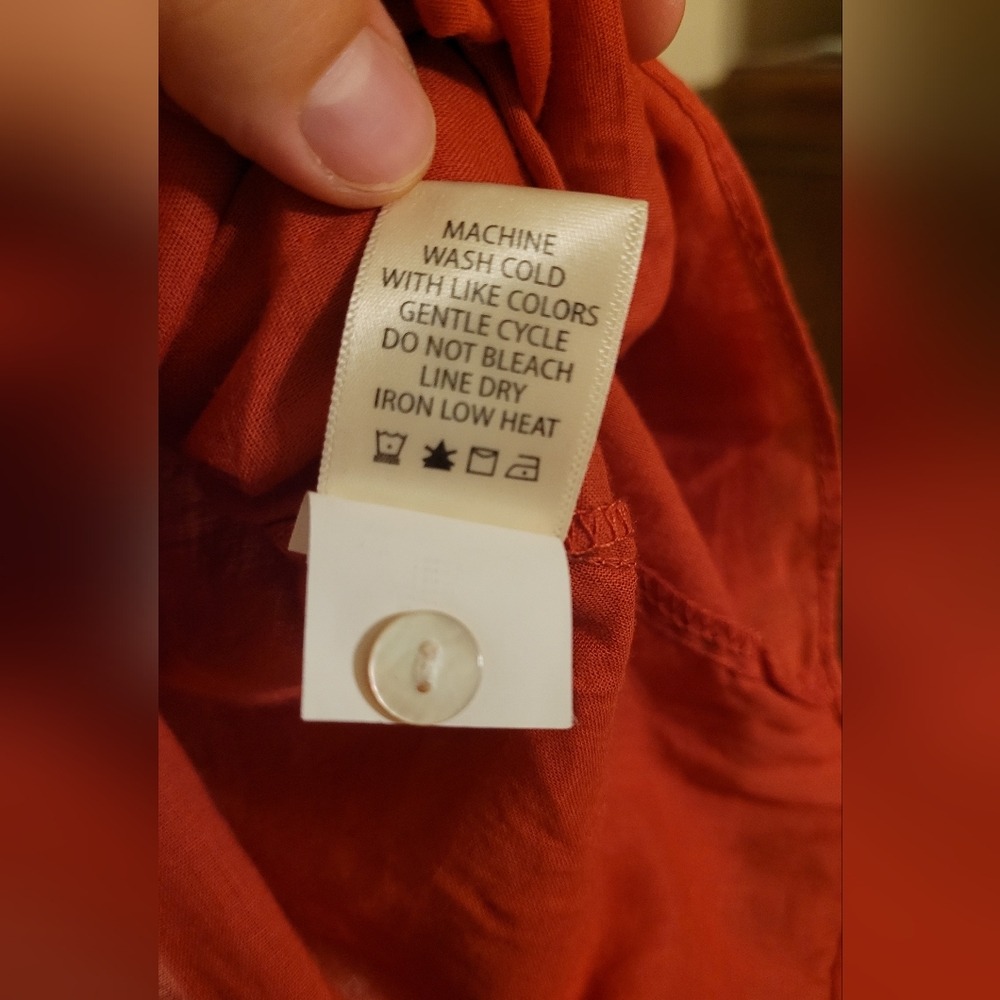 MACHINE
WASH COLD
WITH LIKE COLORS
GENTLE CYCLE
DO NOT BLEACH
LINE DRY
IRON LOW HEAT